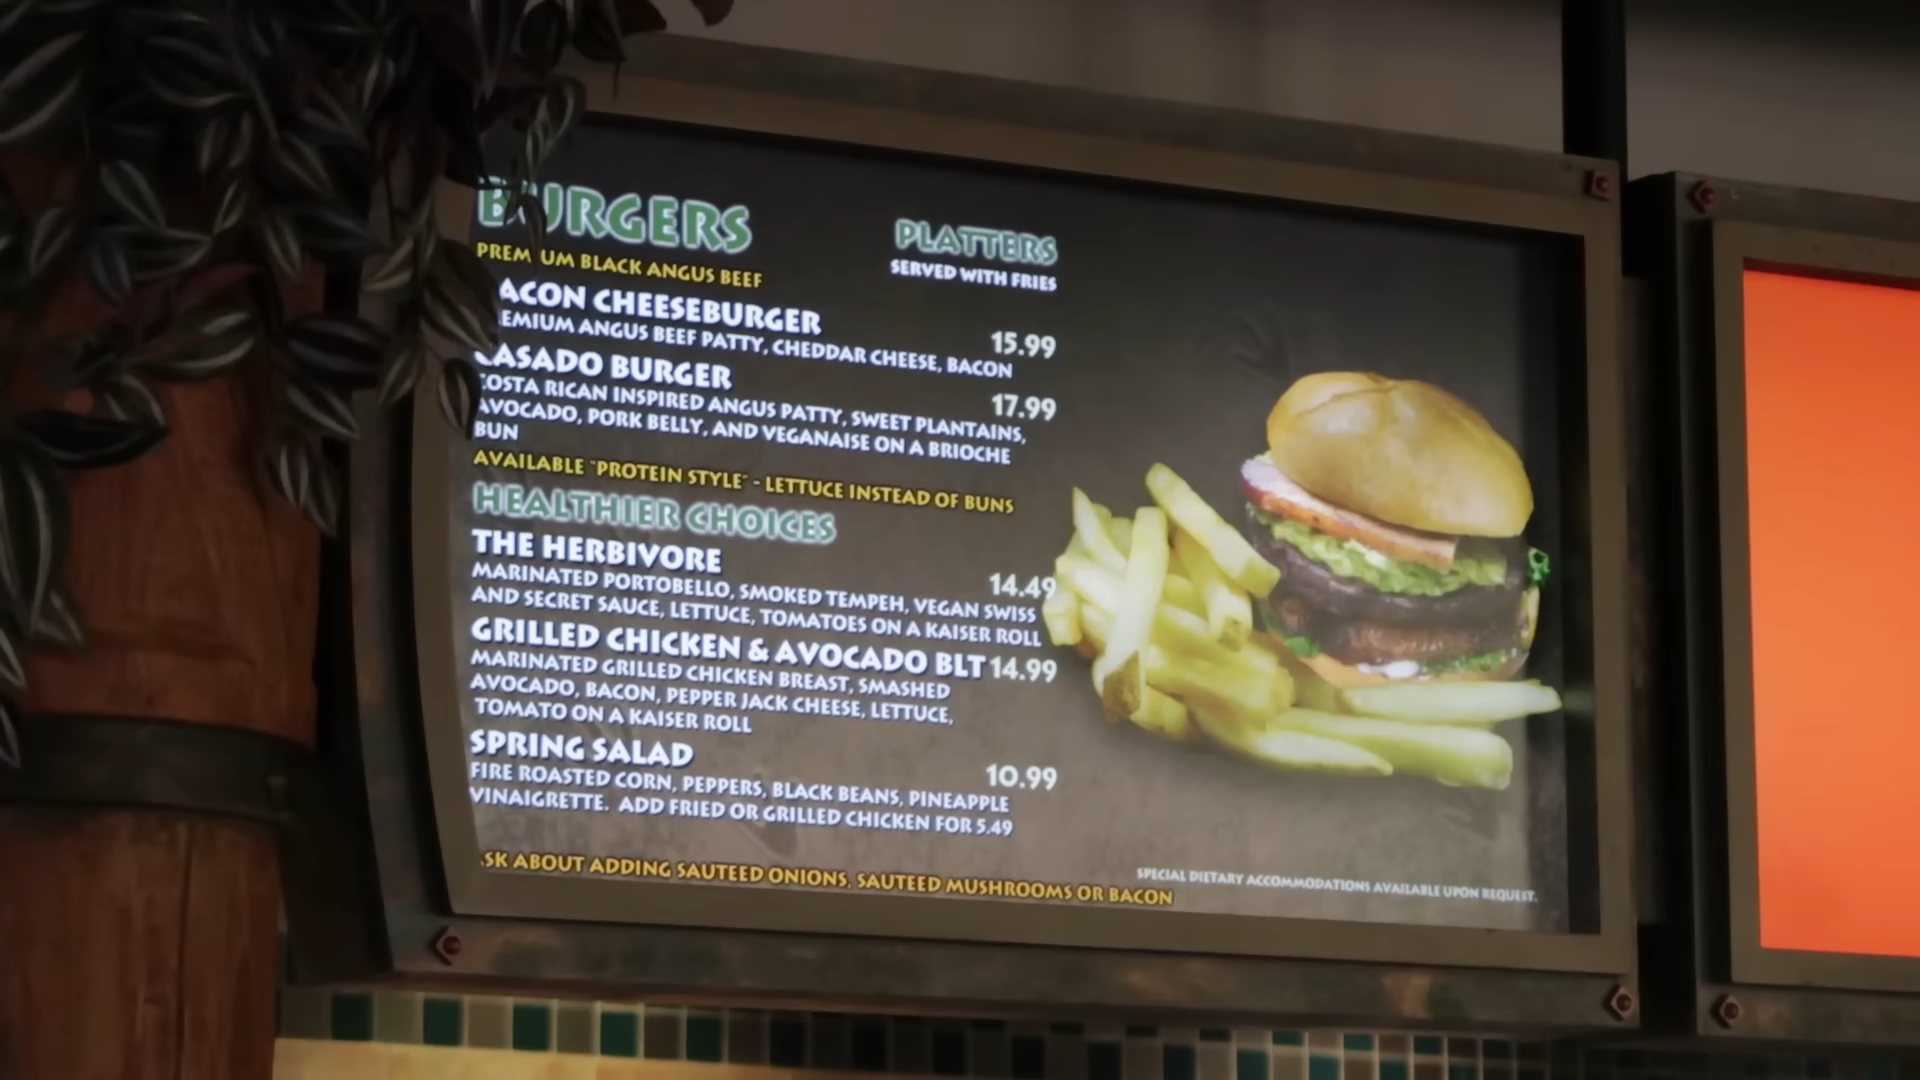 BURGERS
PLATTERS
SERVED WITH FRIES
PREM UM BLACK ANGUS BEEF
ACON CHEESEBURGER 15.99
EMIUM ANGUS BEEF PATTY, CHEDDAR CHEESE, BACON
CASADO BURGER 17.99
COSTA RICAN INSPIRED ANGUS PATTY, SWEET PLANTAINS,
AVOCADO, PORK BELLY, AND VEGANAISE ON A BRIOCHE
BUN
AVAILABLE "PROTEIN STYLE" - LETTUCE INSTEAD OF BUNS
HEALTHIER CHOICES
THE HERBIVORE 14.49
MARINATED PORTOBELLO, SMOKED TEMPEH, VEGAN SWISS
AND SECRET SAUCE, LETTUCE, TOMATOES ON A KAISER ROLL
GRILLED CHICKEN & AVOCADO BLT 14.99
MARINATED GRILLED CHICKEN BREAST, SMASHED
AVOCADO, BACON, PEPPER JACK CHEESE, LETTUCE,
TOMATO ON A KAISER ROLL
SPRING SALAD 10.99
FIRE ROASTED CORN, PEPPERS, BLACK BEANS, PINEAPPLE
VINAIGRETTE. ADD FRIED OR GRILLED CHICKEN FOR 5.49
SK ABOUT ADDING SAUTEED ONIONS, SAUTEED MUSHROOMS OR BACON
SPECIAL DIETARY ACCOMMODATIONS AVAILABLE UPON REQUEST.